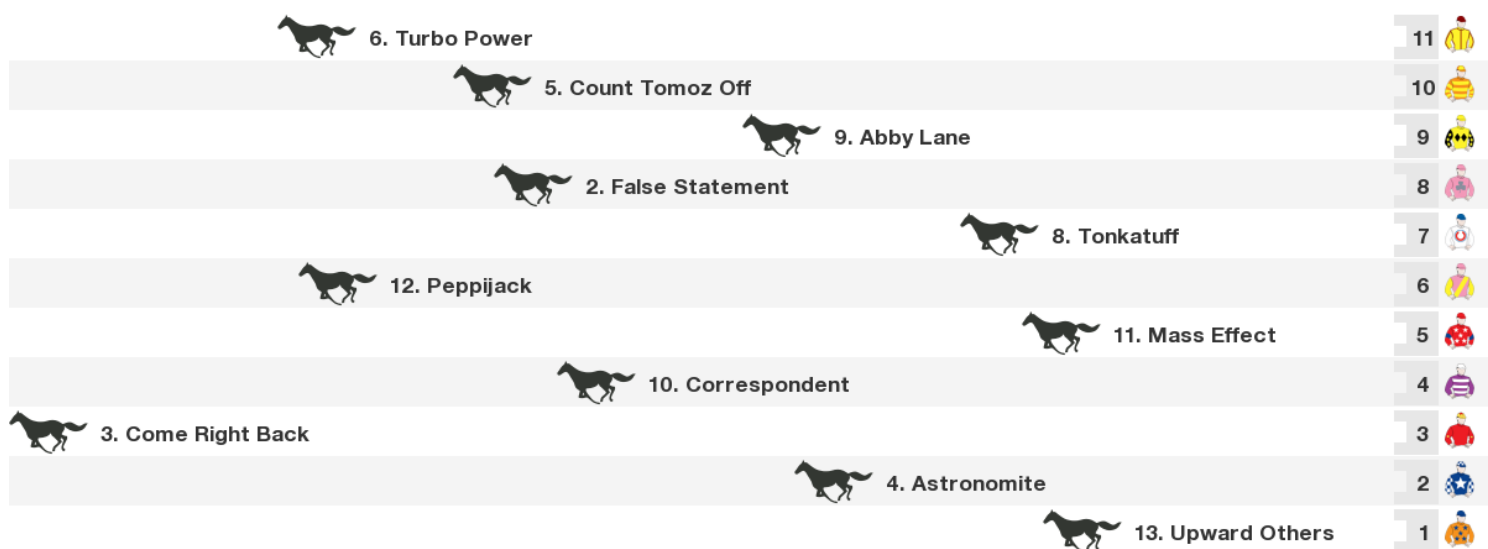 6. Turbo Power 11
5. Count Tomoz Off 10
9. Abby Lane 9
2. False Statement 8
8. Tonkatuff 7
12. Peppijack 6
11. Mass Effect 5
10. Correspondent 4
3. Come Right Back 3
4. Astronomite 2
13. Upward Others 1